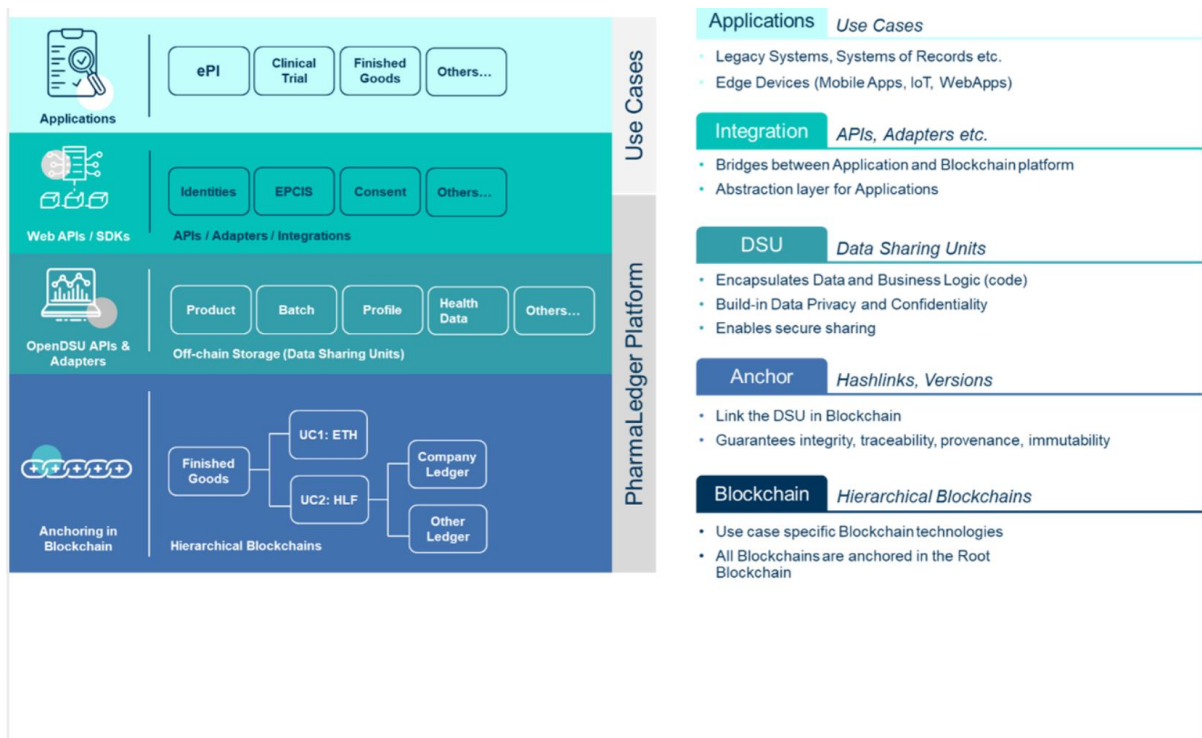 Applications
ePI
Clinical
Trial
Finished
Goods
Others...
Use Cases
Web APIs / SDKs
Identities
EPCIS
Consent
Others...
APIs / Adapters / Integrations
OpenDSU APIs &
Adapters
Product
Batch
Profile
Health
Data
Others...
Off-chain Storage (Data Sharing Units)
Anchoring in
Blockchain
Finished
Goods
UC1: ETH
UC2: HLF
Company
Ledger
Other
Ledger
Hierarchical Blockchains
PharmaLedger Platform
Applications Use Cases
• Legacy Systems, Systems of Records etc.
• Edge Devices (Mobile Apps, IoT, WebApps)
Integration APIs, Adapters etc.
• Bridges between Application and Blockchain platform
• Abstraction layer for Applications
DSU Data Sharing Units
• Encapsulates Data and Business Logic (code)
• Build-in Data Privacy and Confidentiality
• Enables secure sharing
Anchor Hashlinks, Versions
• Link the DSU in Blockchain
• Guarantees integrity, traceability, provenance, immutability
Blockchain Hierarchical Blockchains
• Use case specific Blockchain technologies
• All Blockchains are anchored in the Root
Blockchain